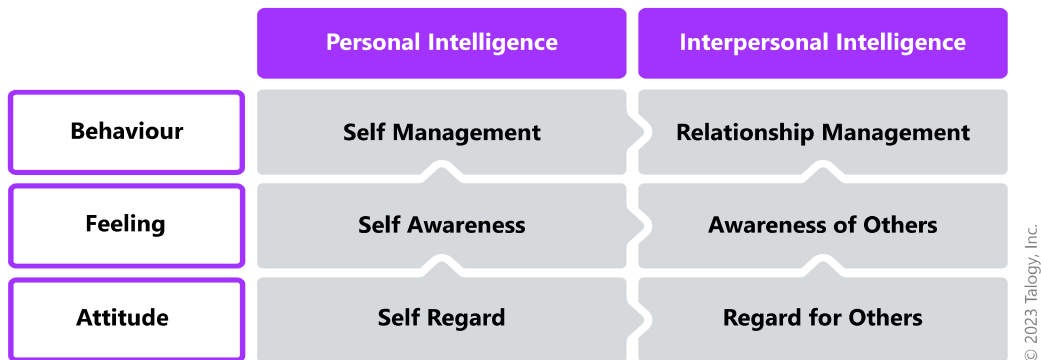 Personal Intelligence
Interpersonal Intelligence
Behaviour
Self Management
Relationship Management
Feeling
Self Awareness
Awareness of Others
Attitude
Self Regard
Regard for Others
© 2023 Talogy, Inc.